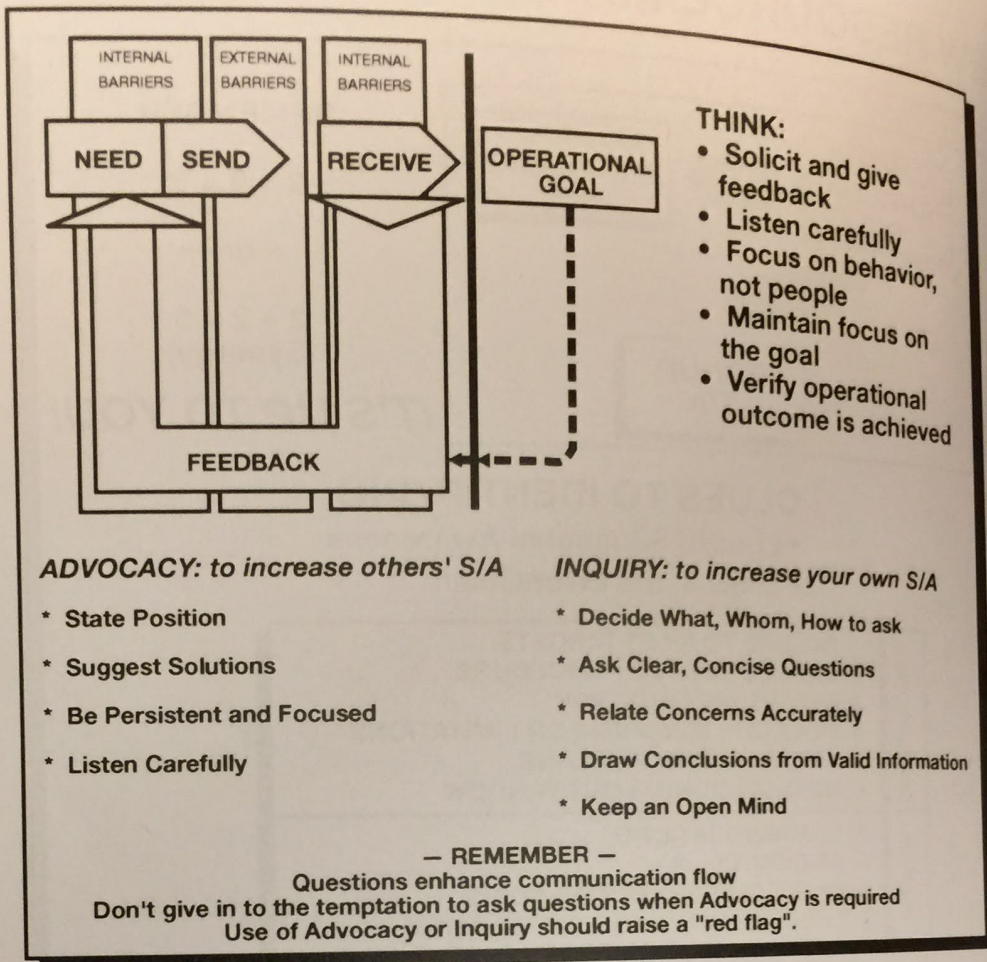 INTERNAL
BARRIERS
EXTERNAL
BARRIERS
INTERNAL
BARRIERS
NEED
SEND
RECEIVE
OPERATIONAL
GOAL
FEEDBACK
THINK:
• Solicit and give
feedback
• Listen carefully
• Focus on behavior,
not people
• Maintain focus on
the goal
• Verify operational
outcome is achieved
ADVOCACY: to increase others' S/A
* State Position
* Suggest Solutions
* Be Persistent and Focused
* Listen Carefully
INQUIRY: to increase your own S/A
* Decide What, Whom, How to ask
* Ask Clear, Concise Questions
* Relate Concerns Accurately
* Draw Conclusions from Valid Information
* Keep an Open Mind
– REMEMBER –
Questions enhance communication flow
Don't give in to the temptation to ask questions when Advocacy is required
Use of Advocacy or Inquiry should raise a "red flag".